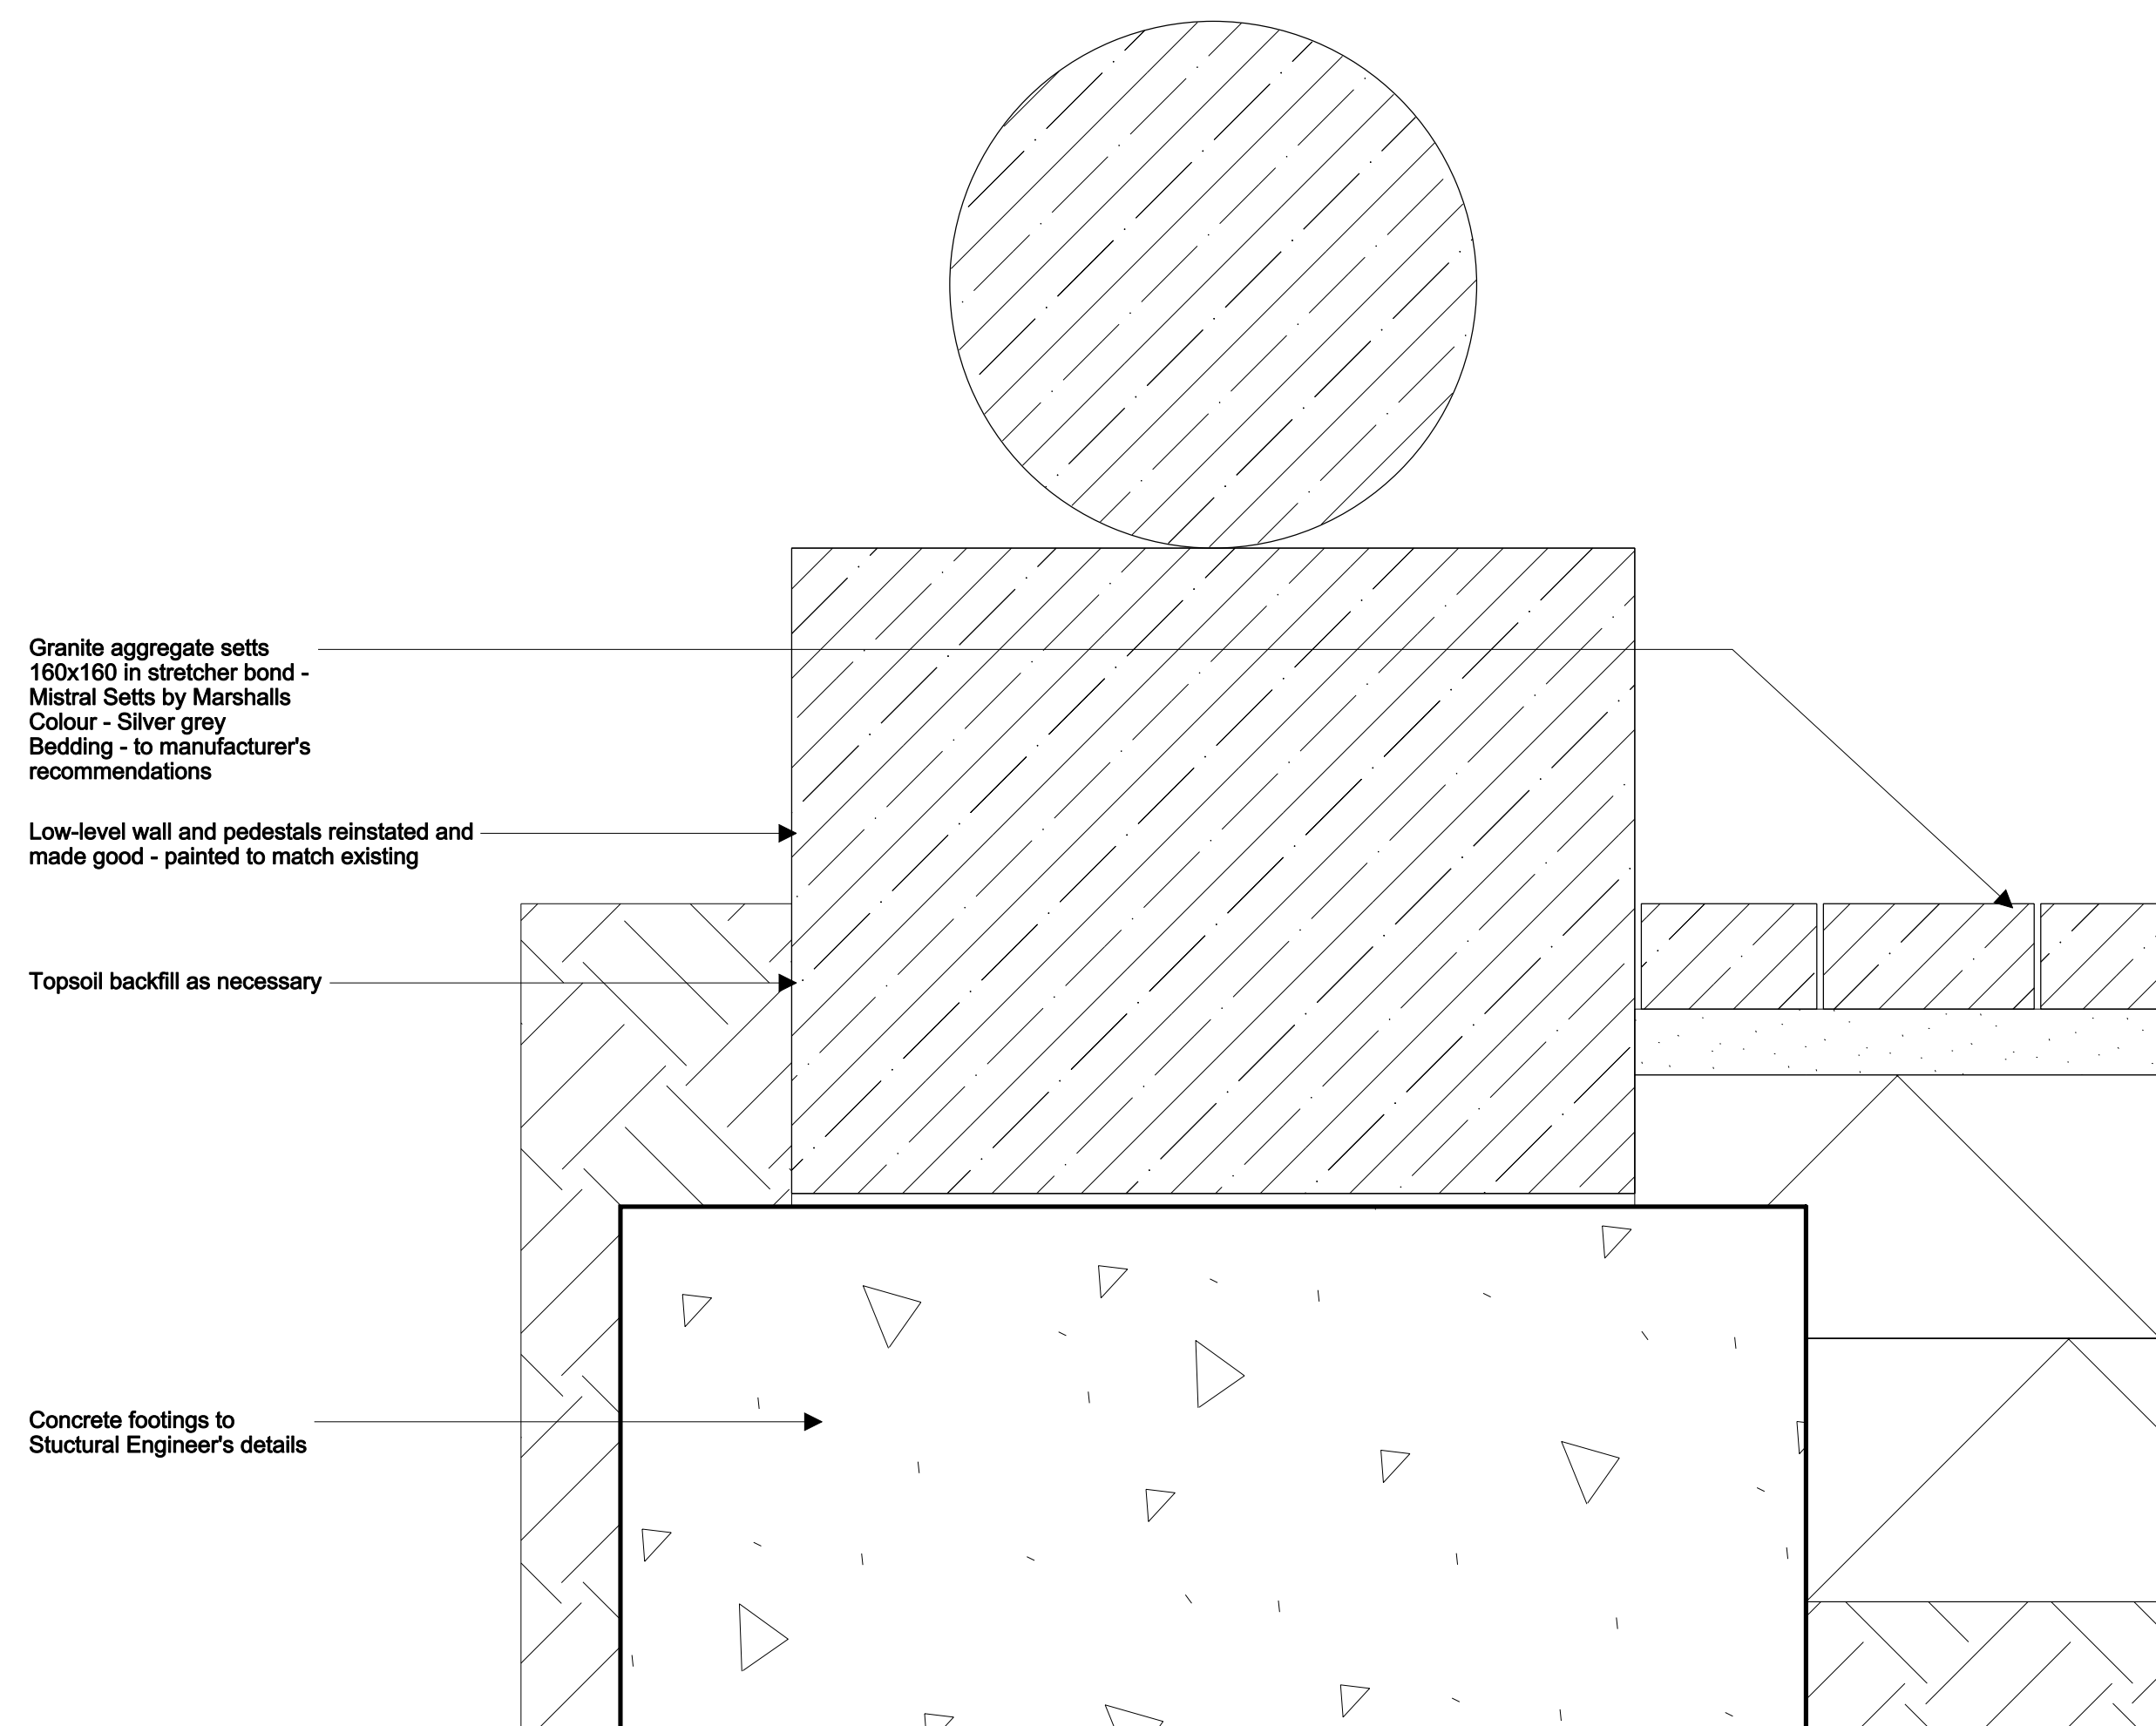 Granite aggregate setts
160x160 in stretcher bond -
Mistral Setts by Marshalls
Colour - Silver grey
Bedding - to manufacturer's
recommendations
Low-level wall and pedestals reinstated and
made good - painted to match existing
Topsoil backfill as necessary
Concrete footings to
Stuctural Engineer's details